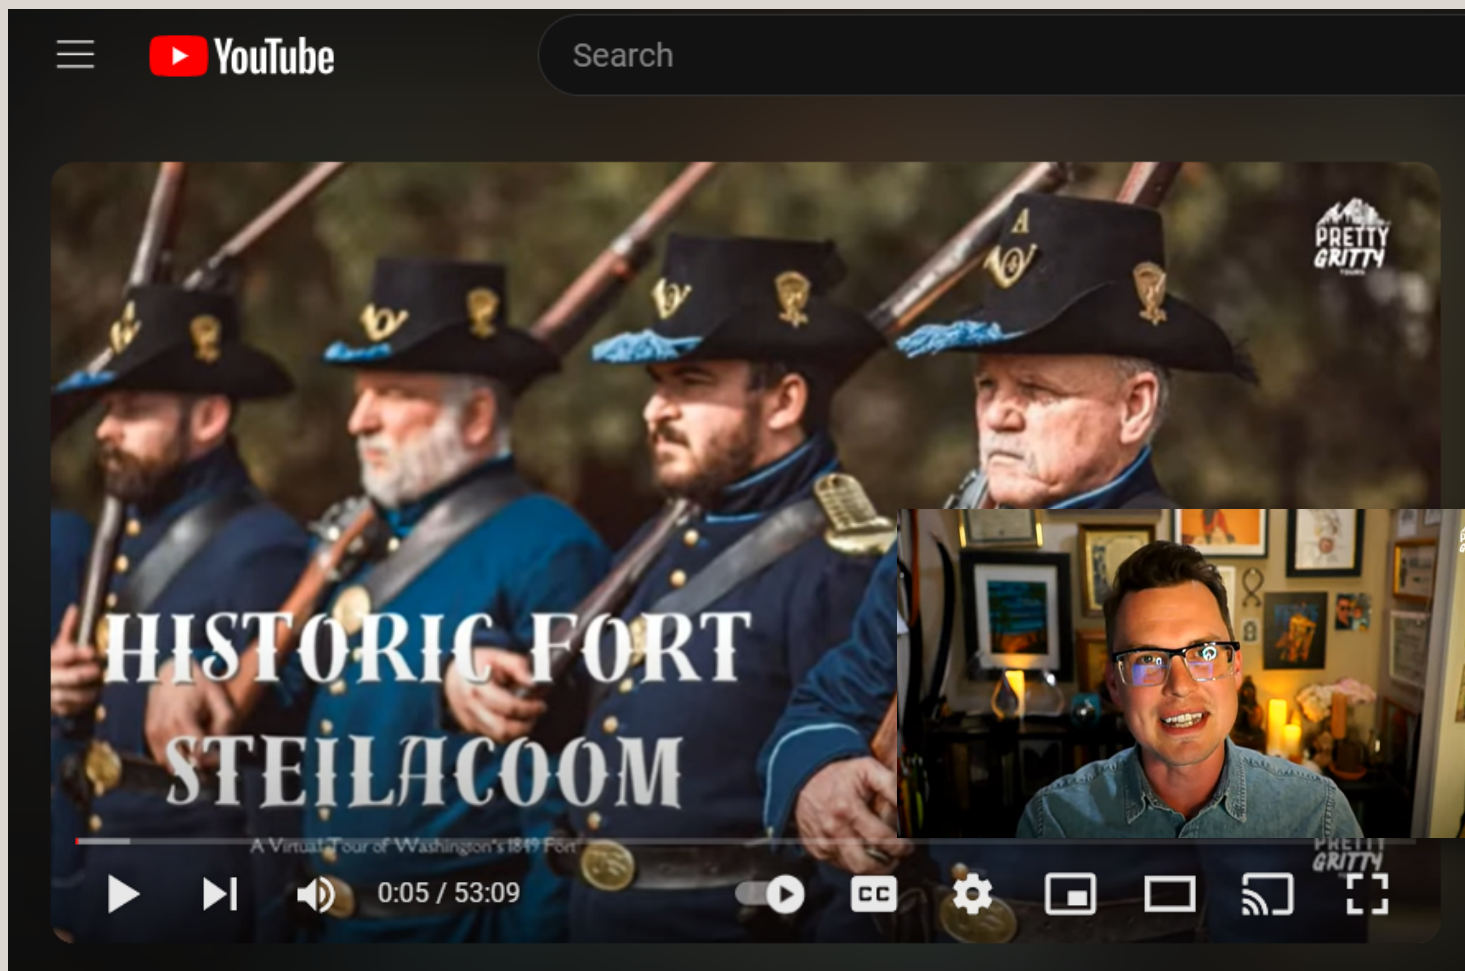 YouTube
Search
PRETTY
GRITTY
TOURS
A
HISTORIC FORT
STEILACOOM
A Virtual Tour of Washington's 1849 Fort
PRETTY
GRITTY
0:05 / 53:09
CC